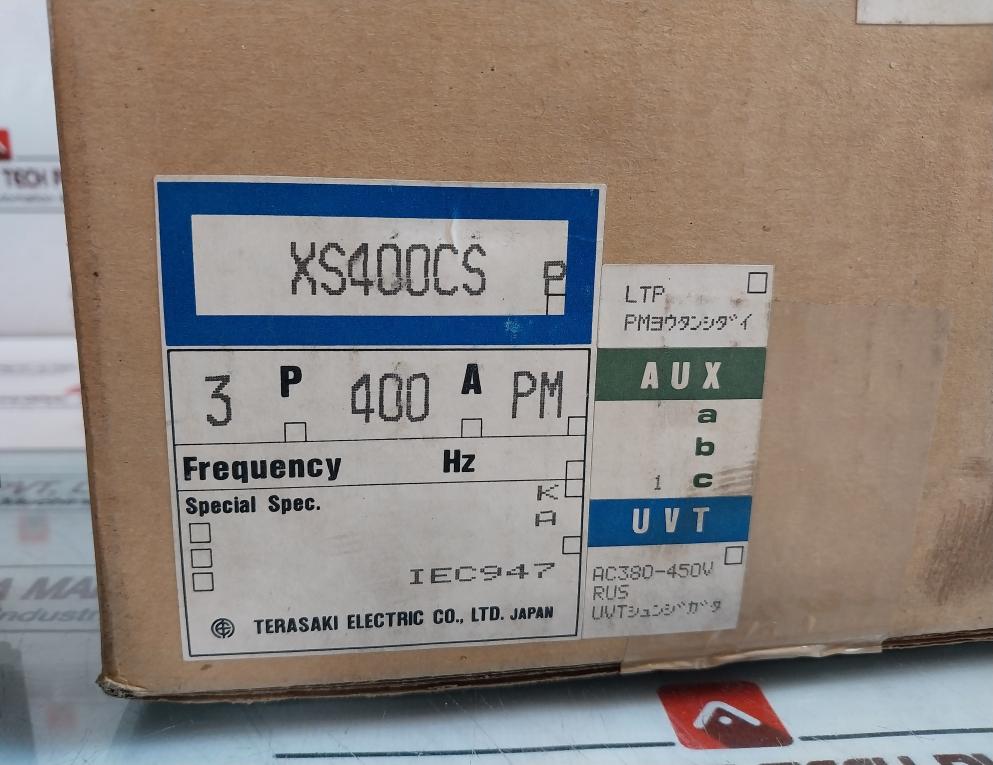 XS400CS P
3 P 400 A PM
Frequency Hz
K
Special Spec.
A
IEC947
TERASAKI ELECTRIC CO., LTD. JAPAN
LTP
PMヨウタンシダイ
AUX
a
b
1 c
UVT
AC380-450V
RUS
UVTシュンジガタ
TECH